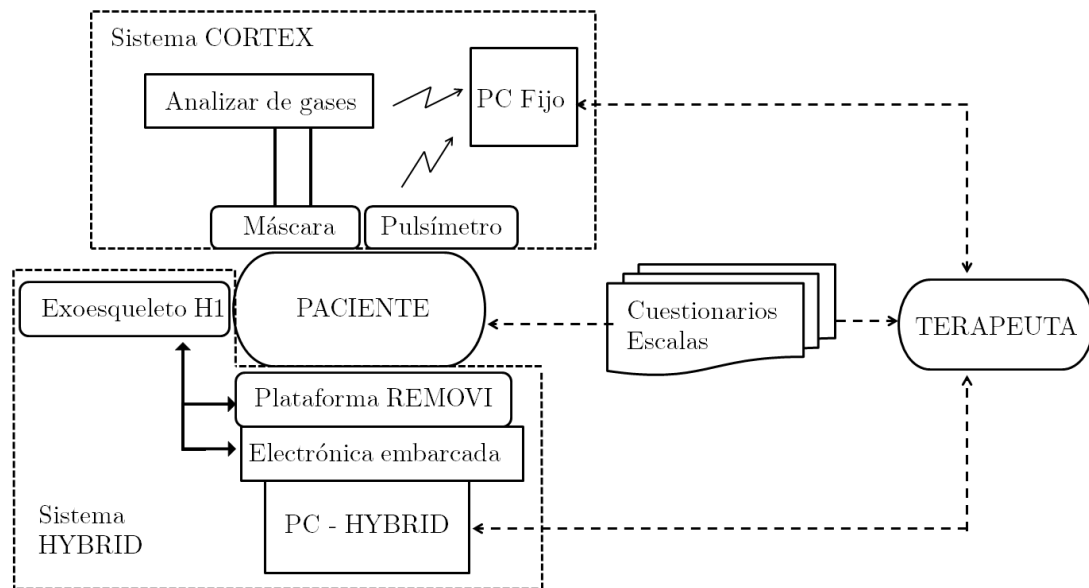 Sistema CORTEX
Analizar de gases
PC Fijo
Máscara
Pulsímetro
Exoesqueleto H1
PACIENTE
Cuestionarios
Escalas
TERAPEUTA
Plataforma REMOVI
Electrónica embarcada
PC - HYBRID
Sistema
HYBRID